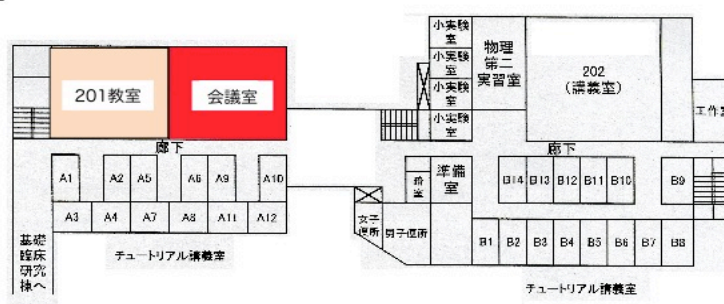 201教室
会議室
小実験
室
小実験
室
小実験
室
小実験
室
物理
第二
実習室
202
(講義室)
工作室
廊下
廊下
A1
A2
A5
A6
A9
A10
A3
A4
A7
A8
A11
A12
暗
室
準備
室
B14
B13
B12
B11
B10
B9
女子
便所
男子便所
B1
B2
B3
B4
B5
B6
B7
B8
基礎
臨床
研究
棟へ
チュートリアル講義室
チュートリアル講義室